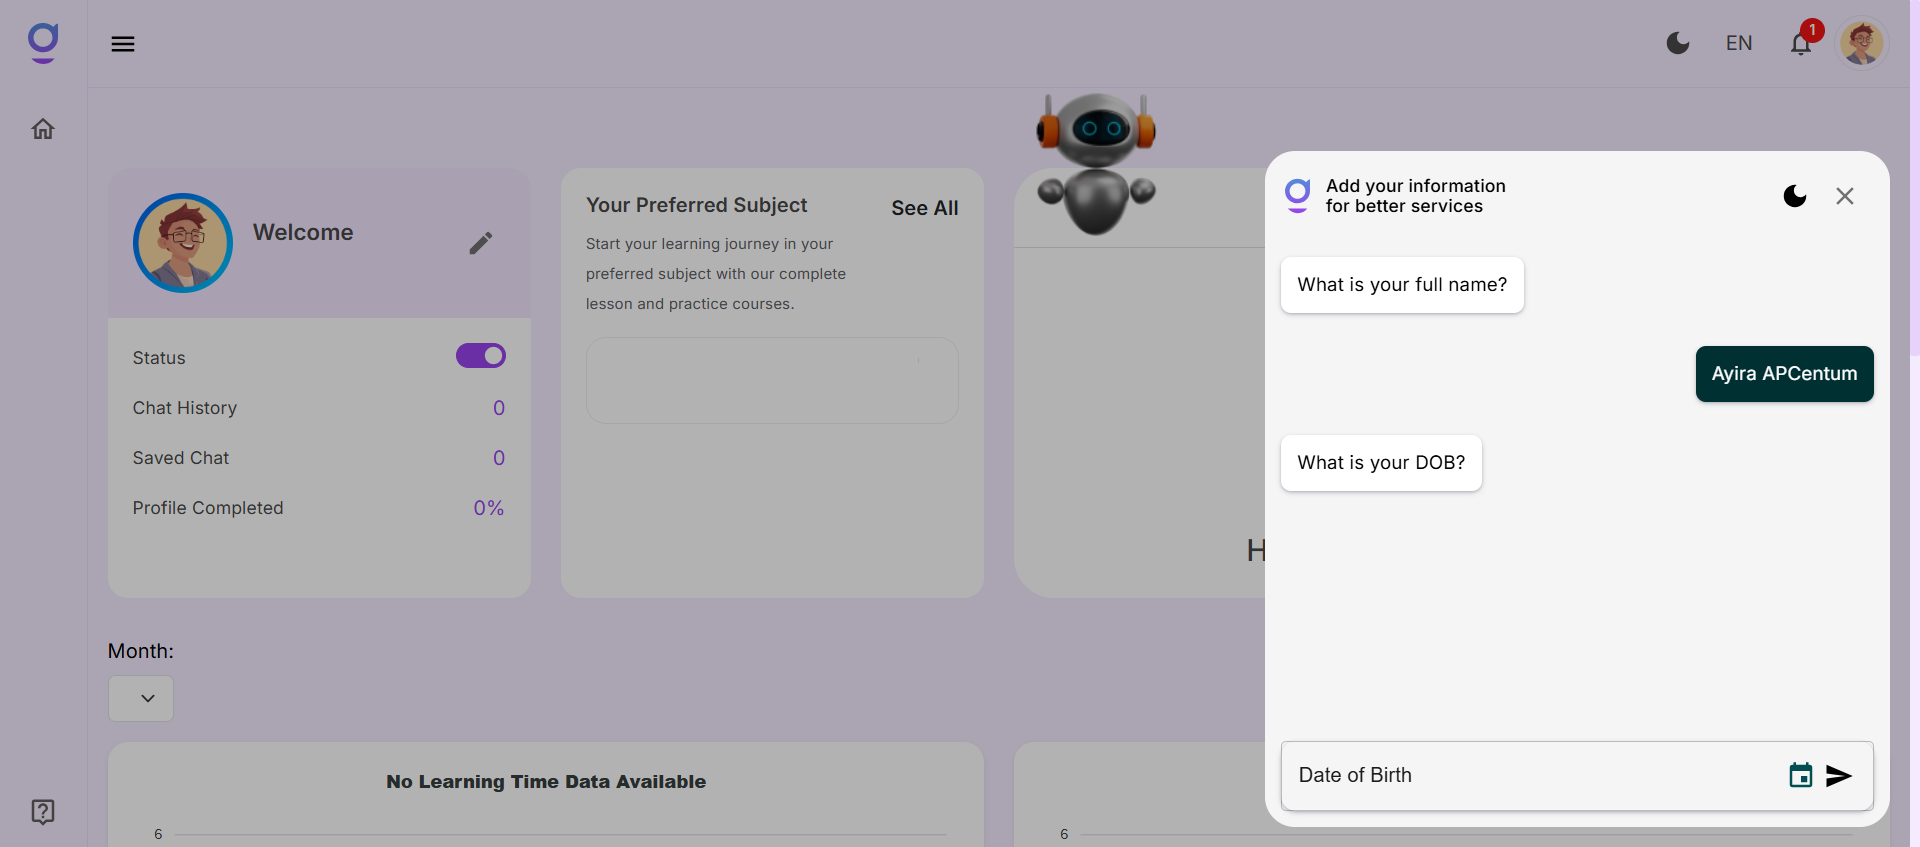 EN
1
Welcome
Status
Chat History
0
Saved Chat
0
Profile Completed
0%
Your Preferred Subject
See All
Start your learning journey in your
preferred subject with our complete
lesson and practice courses.
H
Month:
No Learning Time Data Available
6
6
Add your information
for better services
What is your full name?
Ayira APCentum
What is your DOB?
Date of Birth